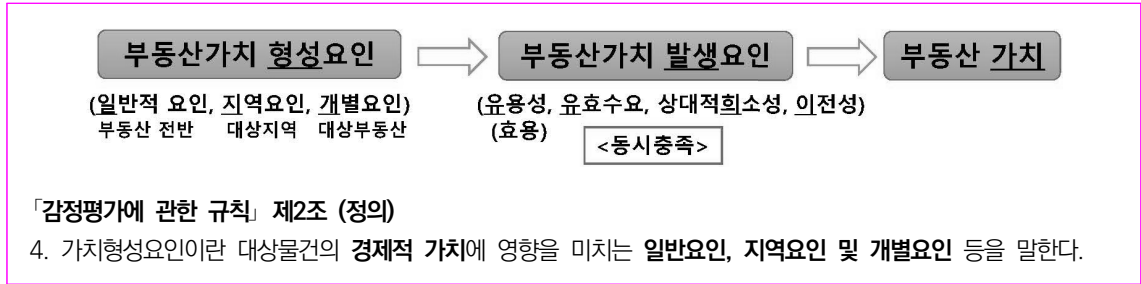 부동산가치 형성요인 부동산가치 발생요인 부동산 가치
(일반적 요인, 지역요인, 개별요인) (유용성, 유효수요, 상대적희소성, 이전성)
부동산 전반 대상지역 대상부동산 (효용)
<동시충족>
「감정평가에 관한 규칙」 제2조 (정의)
4. 가치형성요인이란 대상물건의 경제적 가치에 영향을 미치는 일반요인, 지역요인 및 개별요인 등을 말한다.